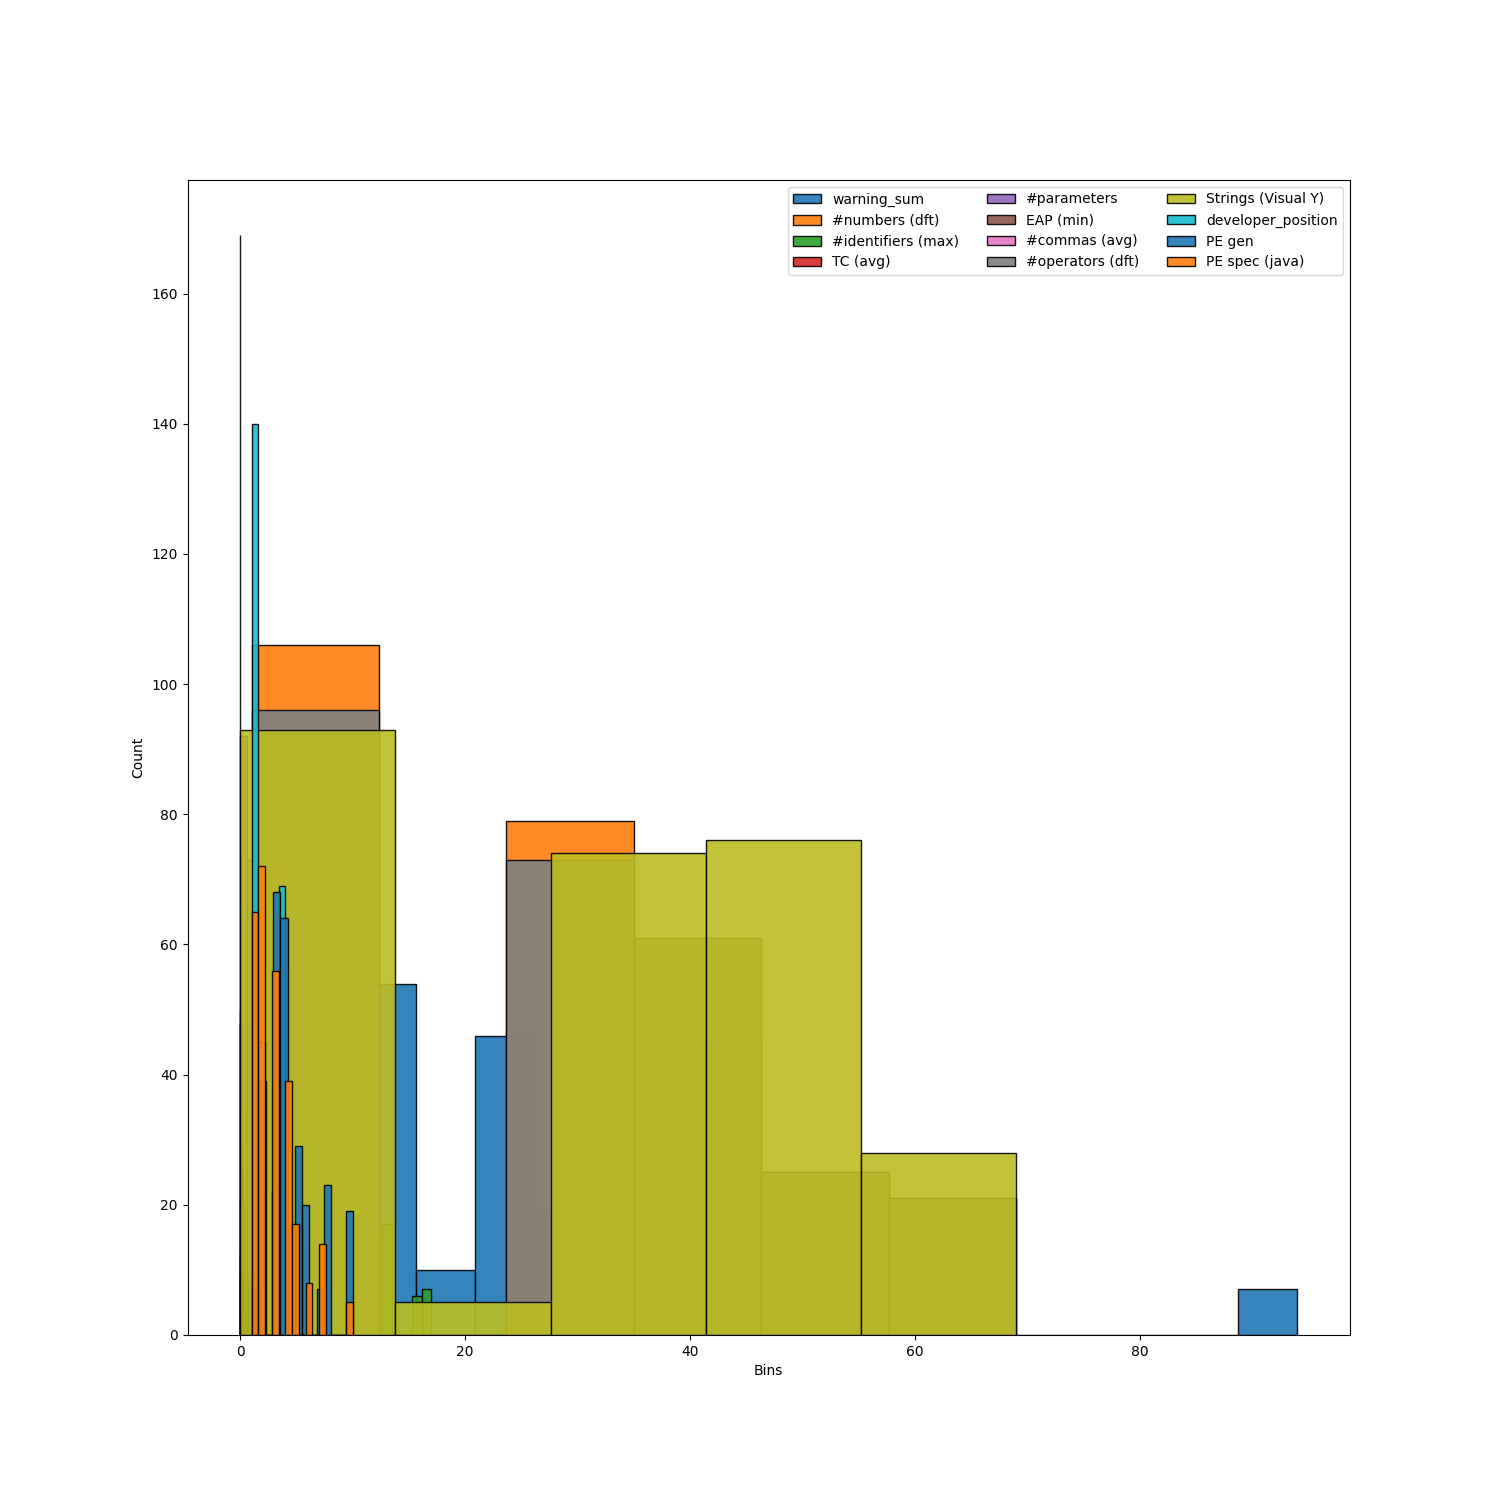 warning_sum
#numbers (dft)
#identifiers (max)
TC (avg)
#parameters
EAP (min)
#commas (avg)
#operators (dft)
Strings (Visual Y)
developer_position
PE gen
PE spec (java)
160
140
120
100
80
60
40
20
0
Count
0 20 40 60 80
Bins